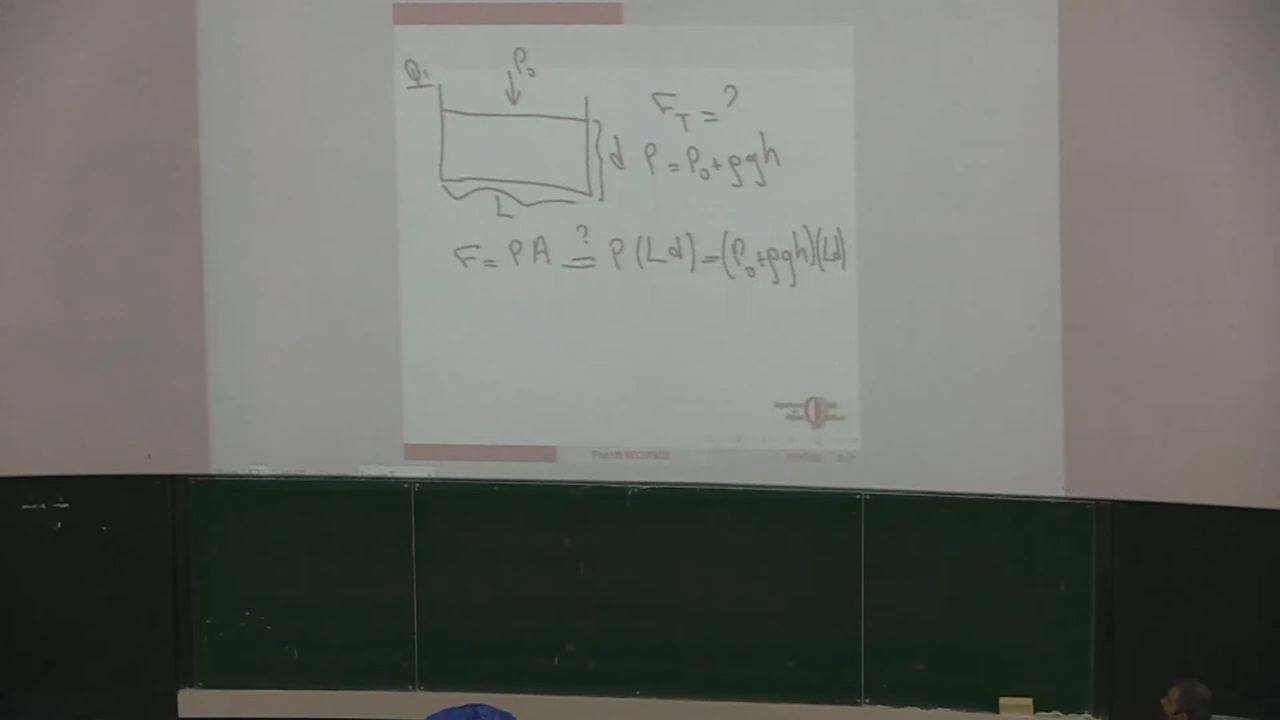 Q:
P₀
F_T = ?
d P = P₀ + ρgh
L
F = PA ?= P(Ld) = (P₀+ρgh)(Ld)